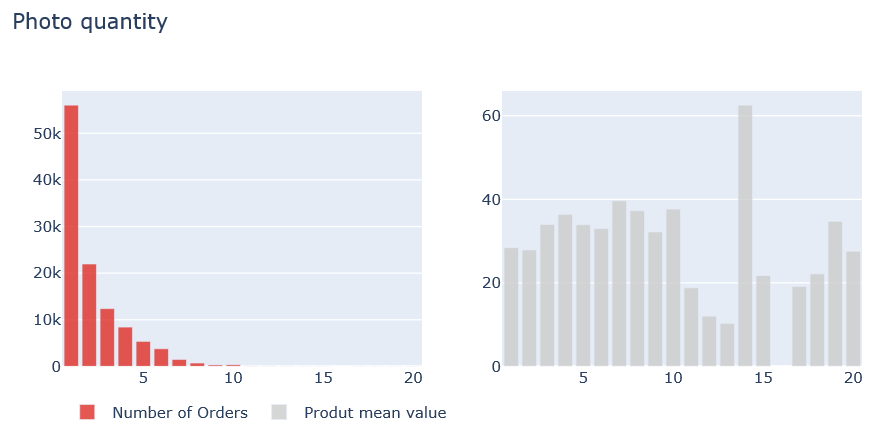 Photo quantity
50k
40k
30k
20k
10k
0
5 10 15 20
60
40
20
0
5 10 15 20
Number of Orders Produt mean value